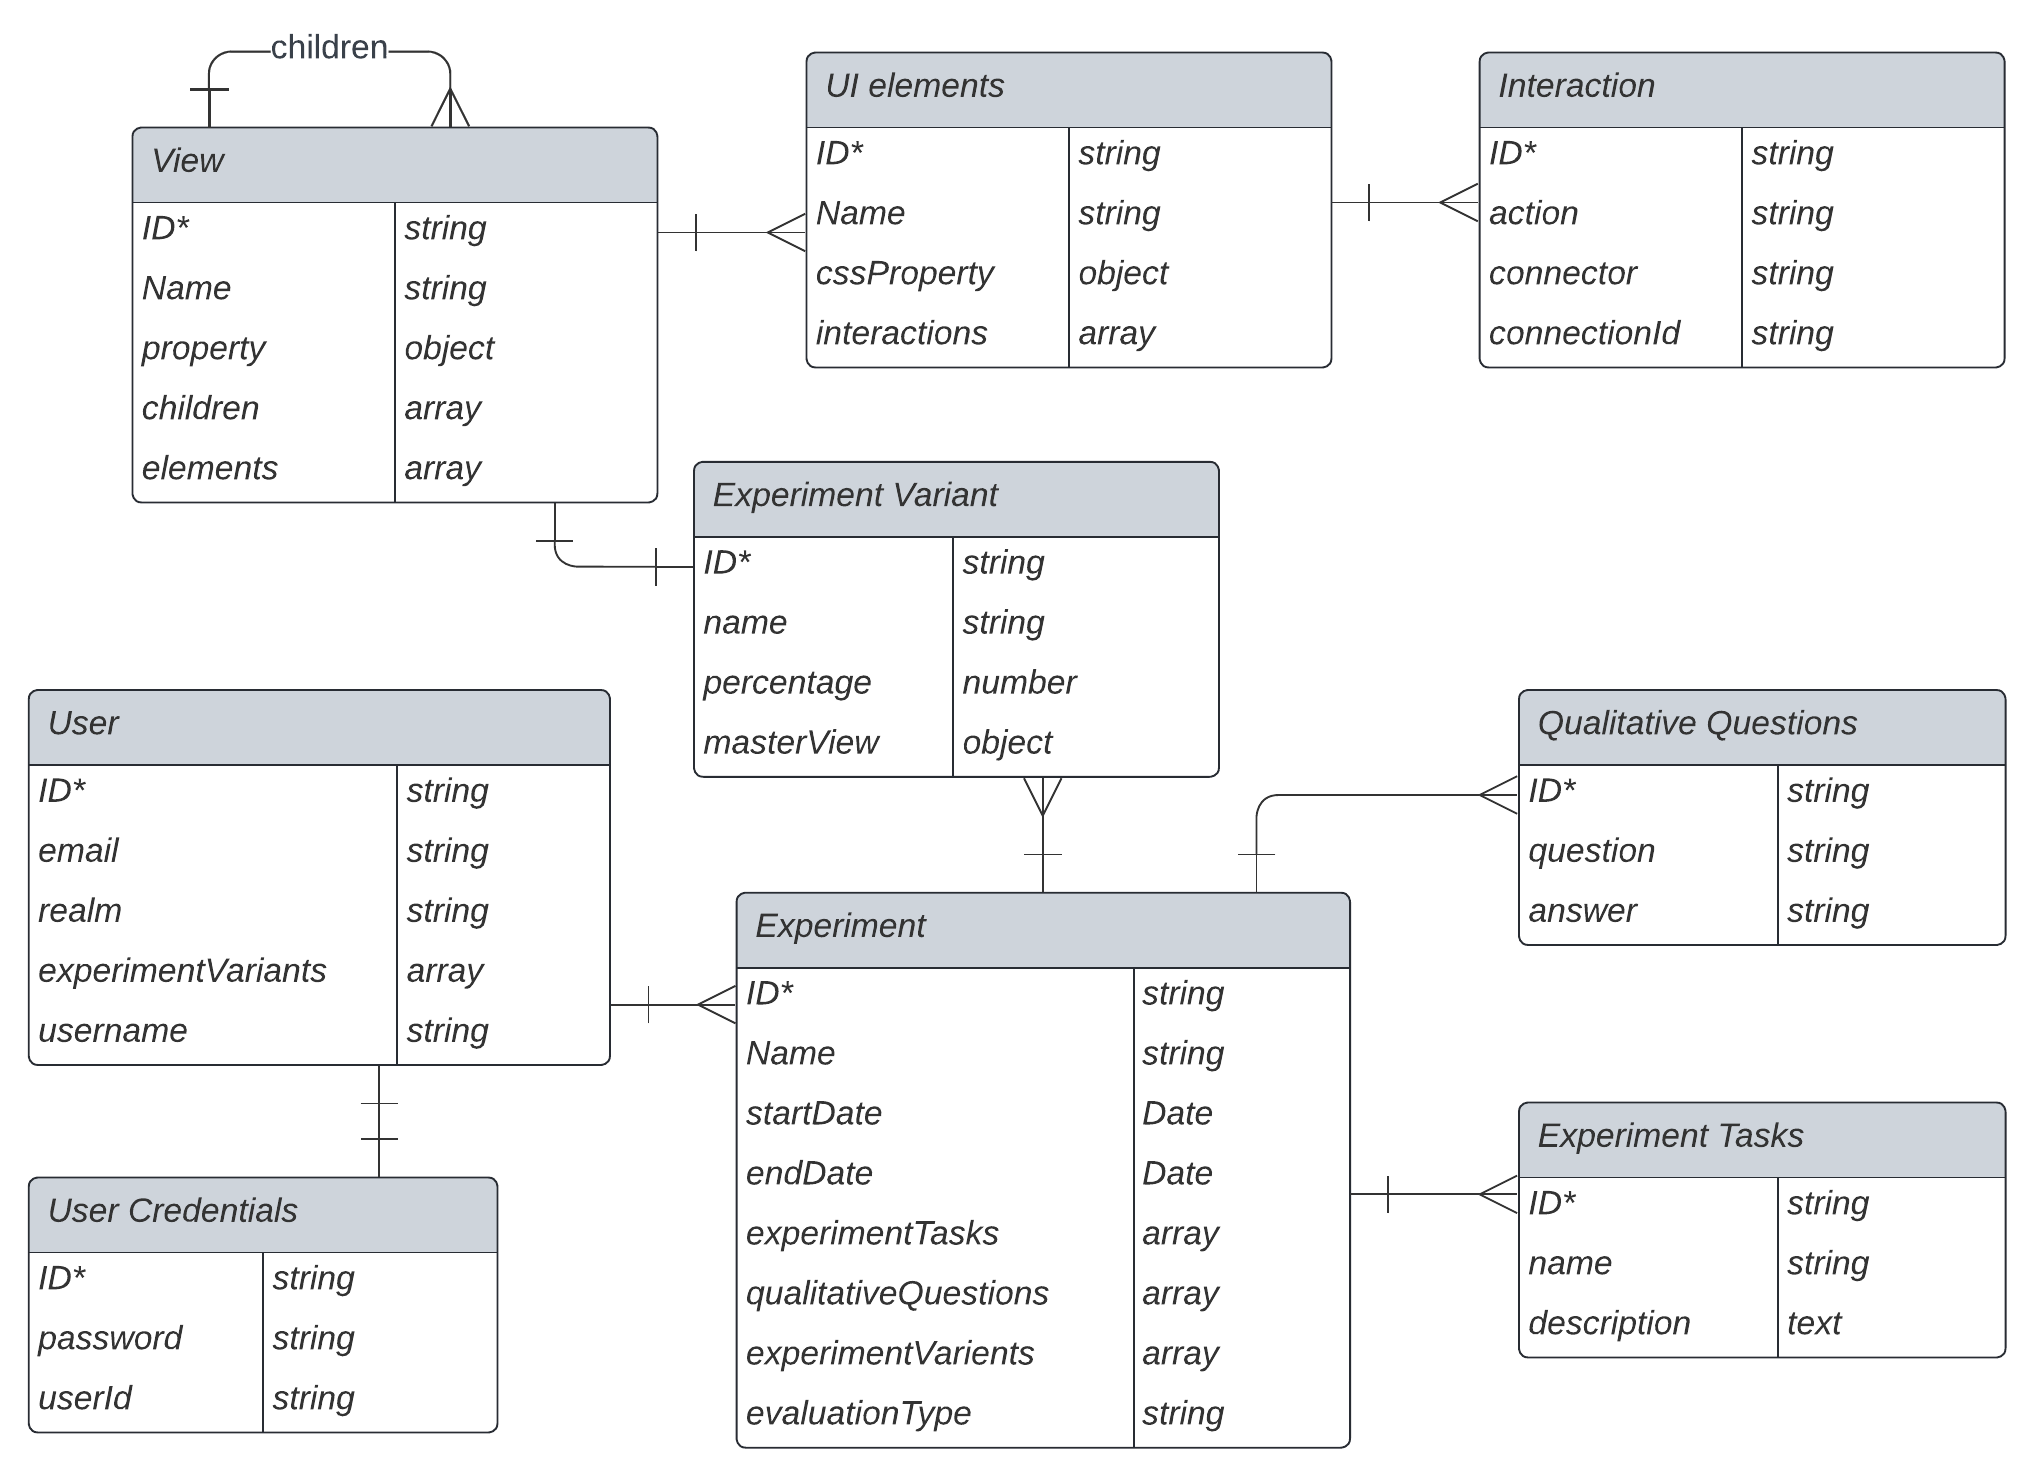 children
View
ID* string
Name string
property object
children array
elements array
UI elements
ID* string
Name string
cssProperty object
interactions array
Interaction
ID* string
action string
connector string
connectionId string
Experiment Variant
ID* string
name string
percentage number
masterView object
User
ID* string
email string
realm string
experimentVariants array
username string
Qualitative Questions
ID* string
question string
answer string
Experiment
ID* string
Name string
startDate Date
endDate Date
experimentTasks array
qualitativeQuestions array
experimentVarients array
evaluationType string
Experiment Tasks
ID* string
name string
description text
User Credentials
ID* string
password string
userId string